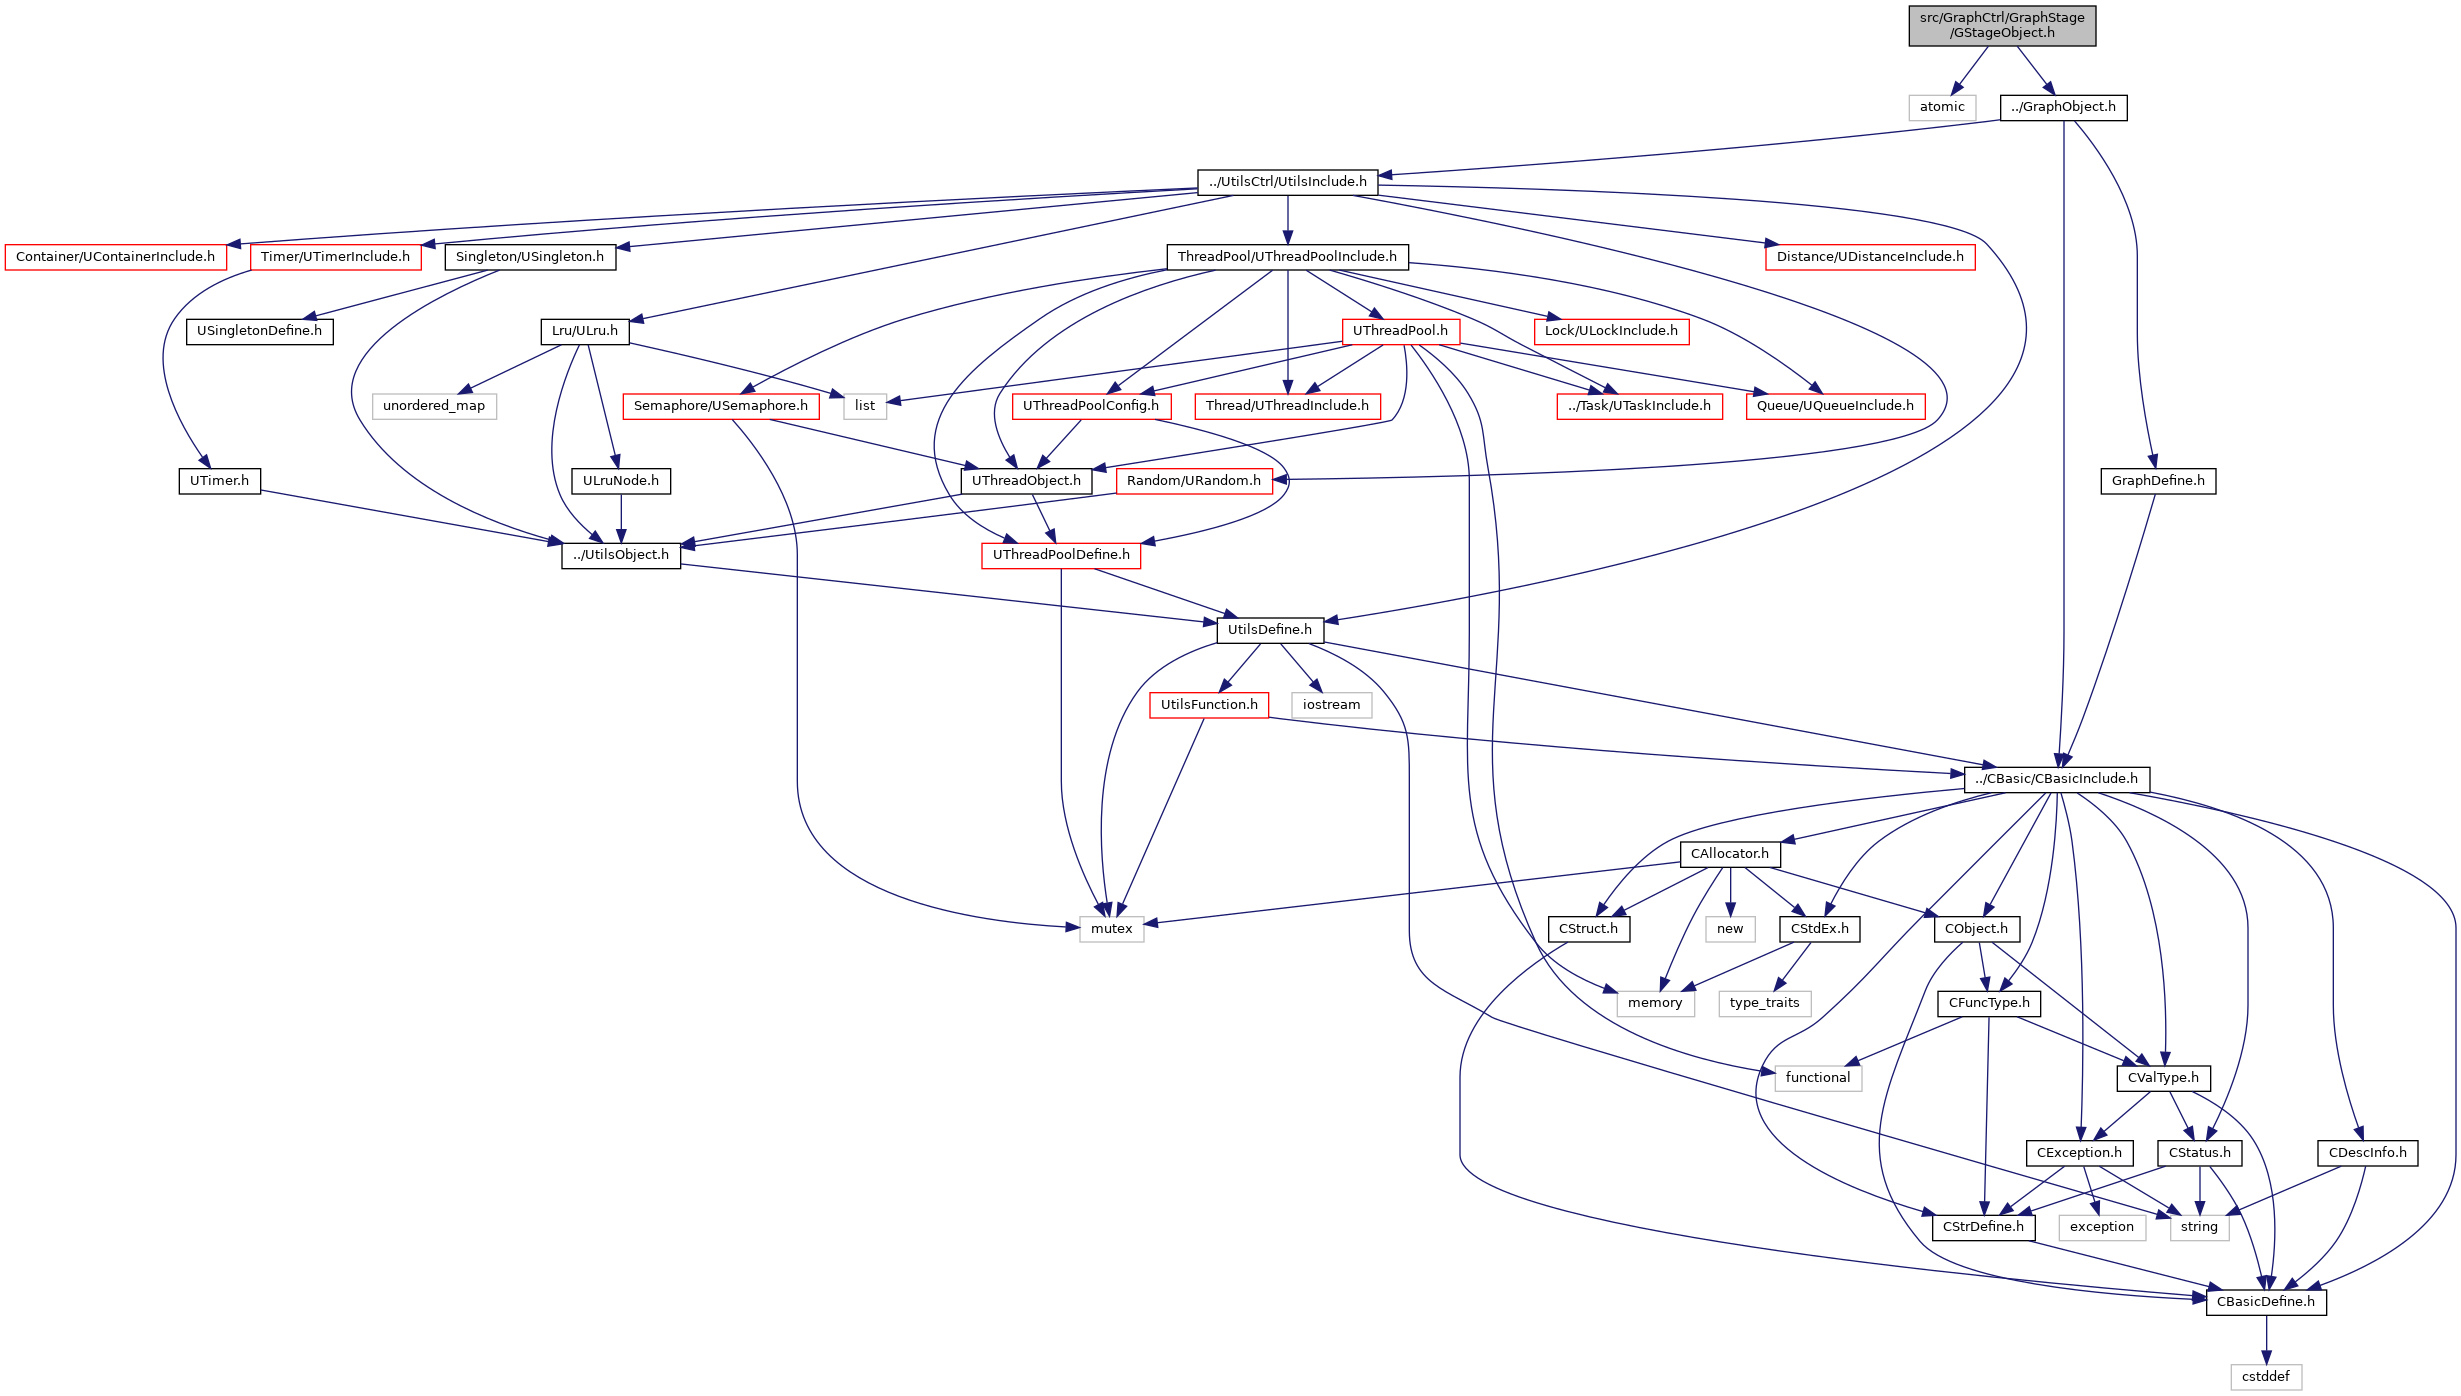 src/GraphCtrl/GraphStage
/GStageObject.h
atomic
../GraphObject.h
../UtilsCtrl/UtilsInclude.h
Container/UContainerInclude.h
Timer/UTimerInclude.h
Singleton/USingleton.h
ThreadPool/UThreadPoolInclude.h
Distance/UDistanceInclude.h
USingletonDefine.h
Lru/ULru.h
UThreadPool.h
Lock/ULockInclude.h
unordered_map
Semaphore/USemaphore.h
list
UThreadPoolConfig.h
Thread/UThreadInclude.h
../Task/UTaskInclude.h
Queue/UQueueInclude.h
UTimer.h
ULruNode.h
UThreadObject.h
Random/URandom.h
GraphDefine.h
../UtilsObject.h
UThreadPoolDefine.h
UtilsDefine.h
UtilsFunction.h
iostream
../CBasic/CBasicInclude.h
CAllocator.h
mutex
CStruct.h
new
CStdEx.h
CObject.h
memory
type_traits
CFuncType.h
functional
CValType.h
CException.h
CStatus.h
CDescInfo.h
CStrDefine.h
exception
string
CBasicDefine.h
cstddef